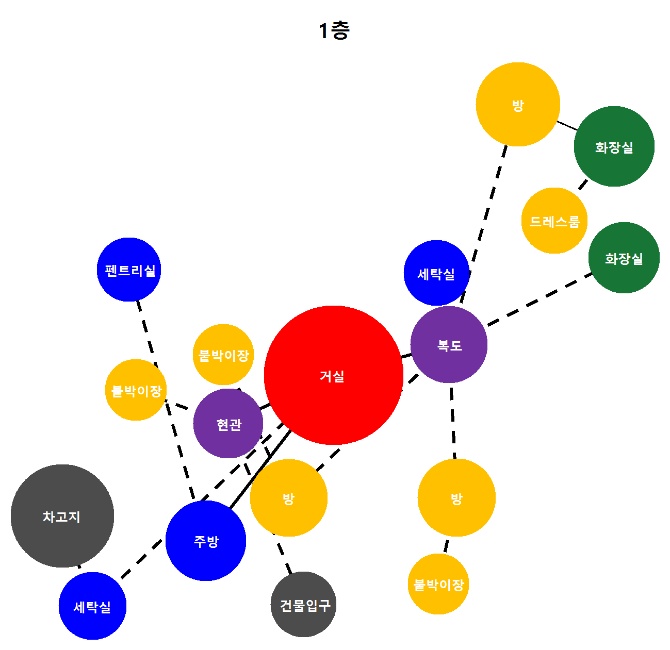 1층
방
화장실
드레스룸
화장실
펜트리실
세탁실
붙박이장
복도
거실
붙박이장
현관
방
방
차고지
주방
붙박이장
세탁실
건물입구